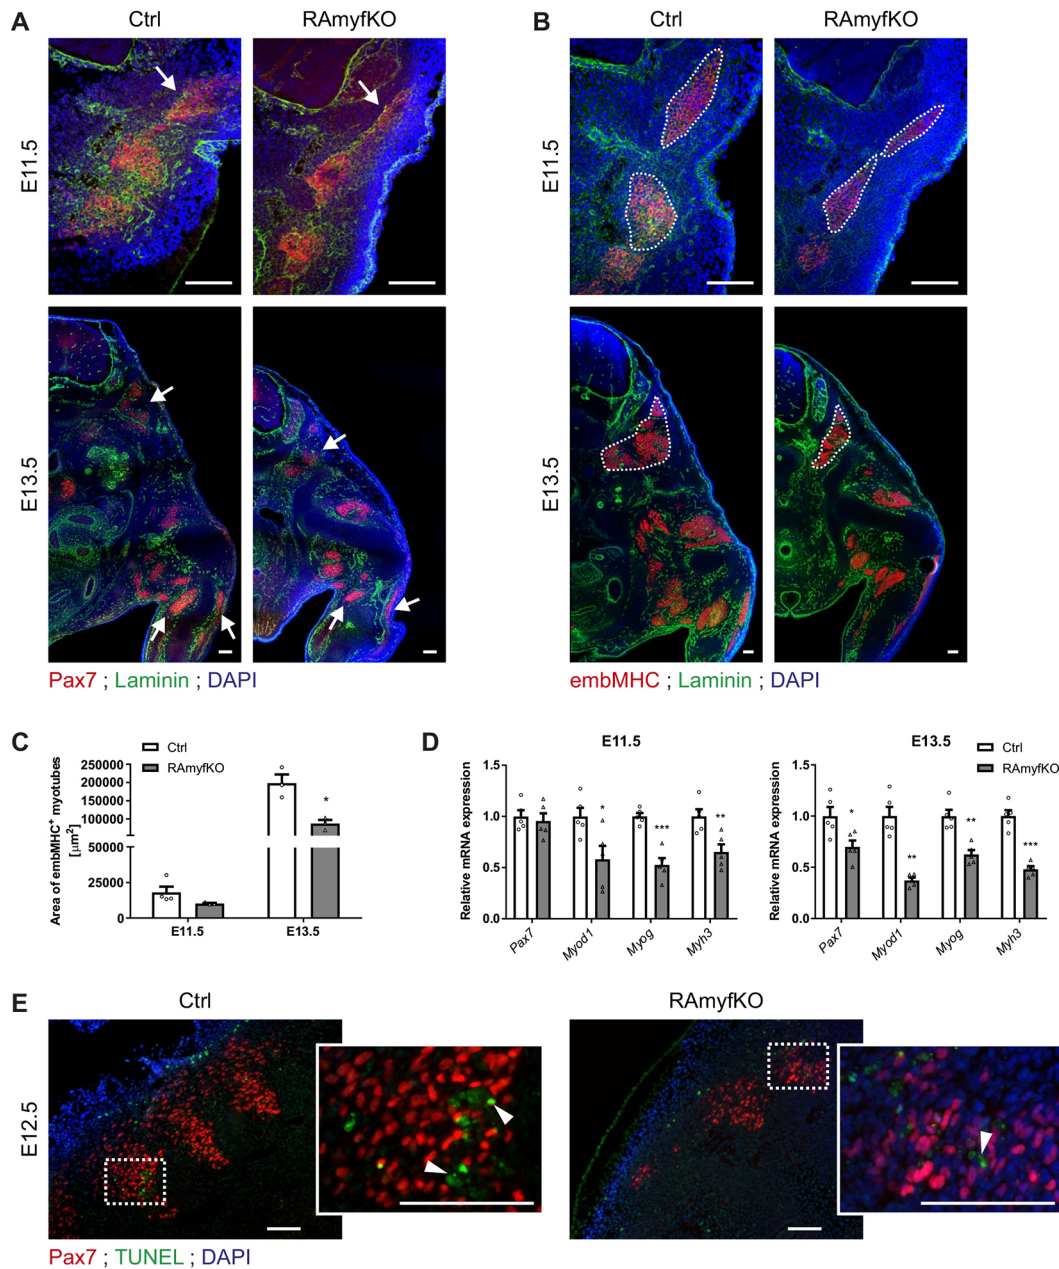 A
Ctrl
RAmyfKO
B
Ctrl
RAmyfKO
E11.5
E11.5
E13.5
E13.5
Pax7 ; Laminin ; DAPI
embMHC ; Laminin ; DAPI
C
Ctrl
RAmyfKO
Area of embMHC+ myotubes
[µm²]
250000
200000
150000
100000
50000
50000
25000
0
*
E11.5
E13.5
D
E11.5
Relative mRNA expression
1.5
1.0
0.5
0.0
*
***
**
Pax7
Myod1
Myog
Myh3
E13.5
Ctrl
RAmyfKO
Relative mRNA expression
1.5
1.0
0.5
0.0
*
**
**
***
Pax7
Myod1
Myog
Myh3
E
Ctrl
RAmyfKO
E12.5
Pax7 ; TUNEL ; DAPI